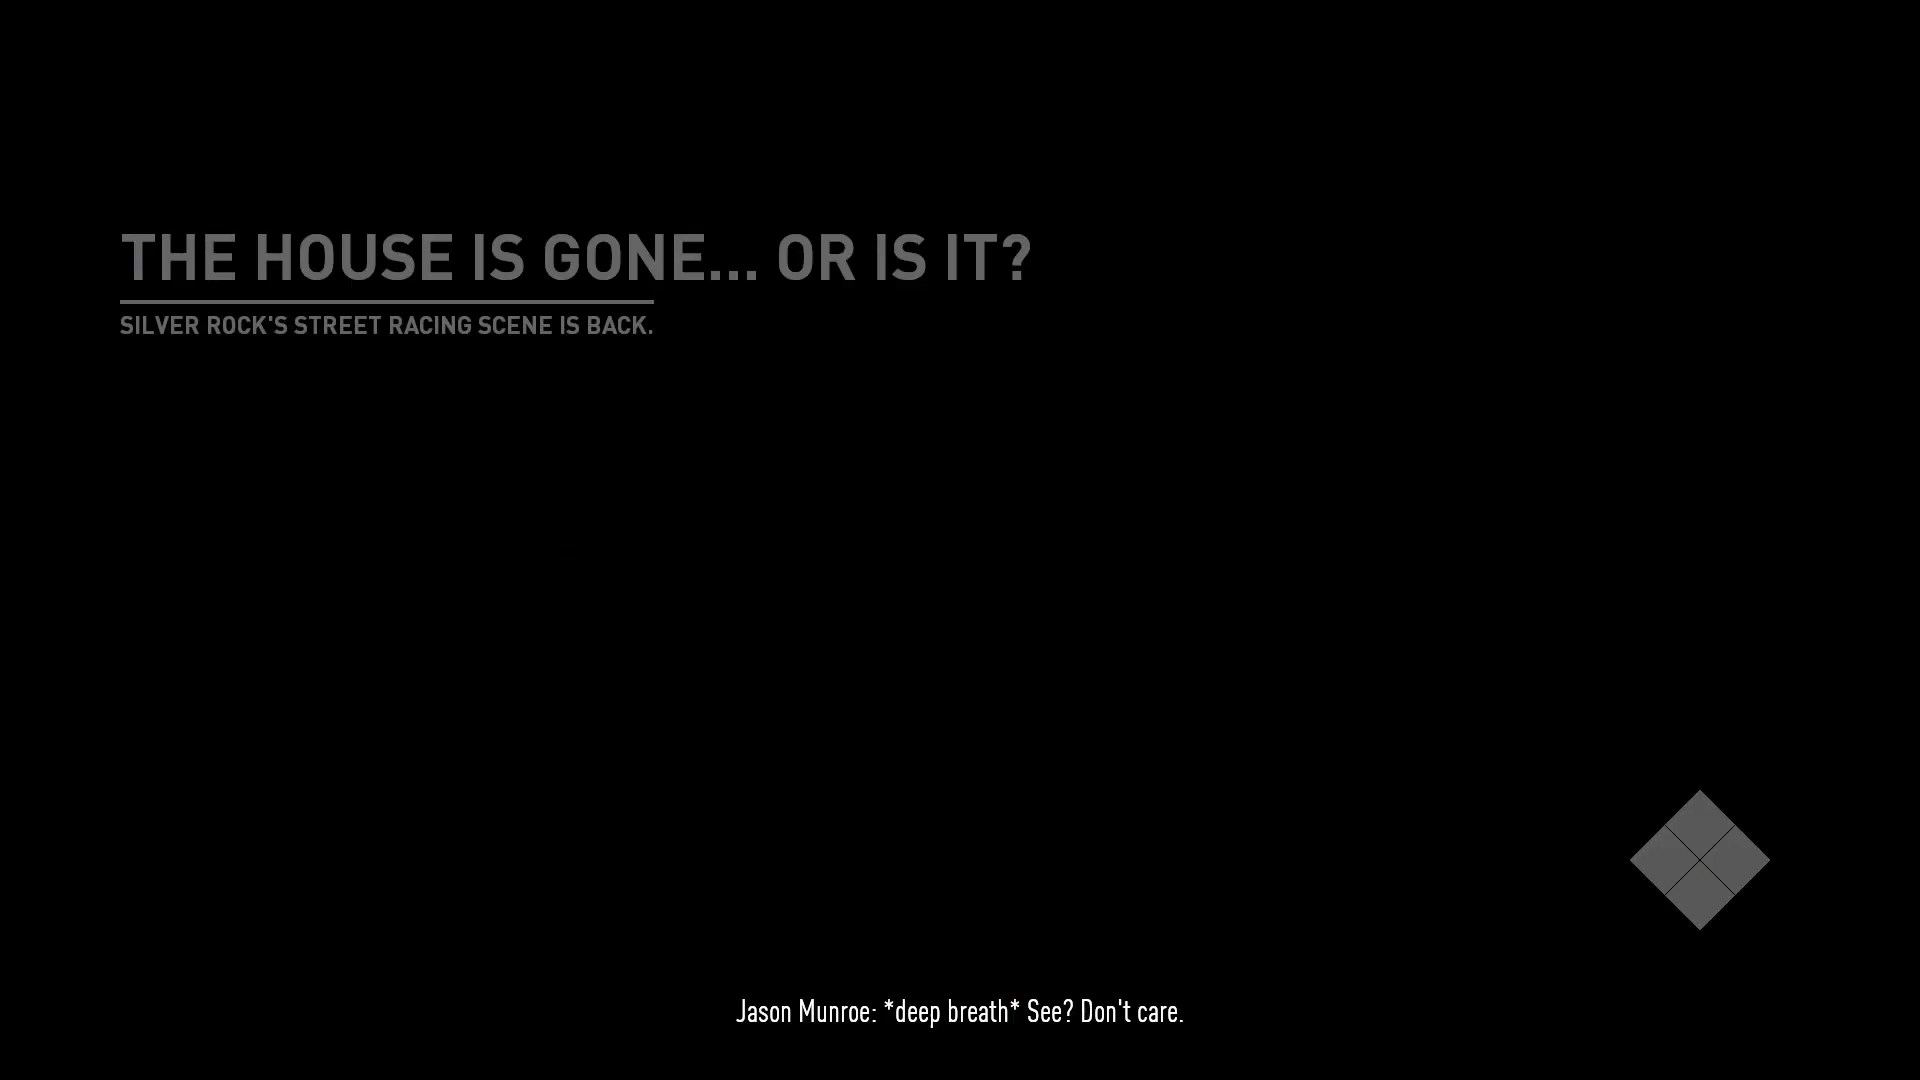 THE HOUSE IS GONE... OR IS IT?
SILVER ROCK'S STREET RACING SCENE IS BACK.
Jason Munroe: *deep breath* See? Don't care.